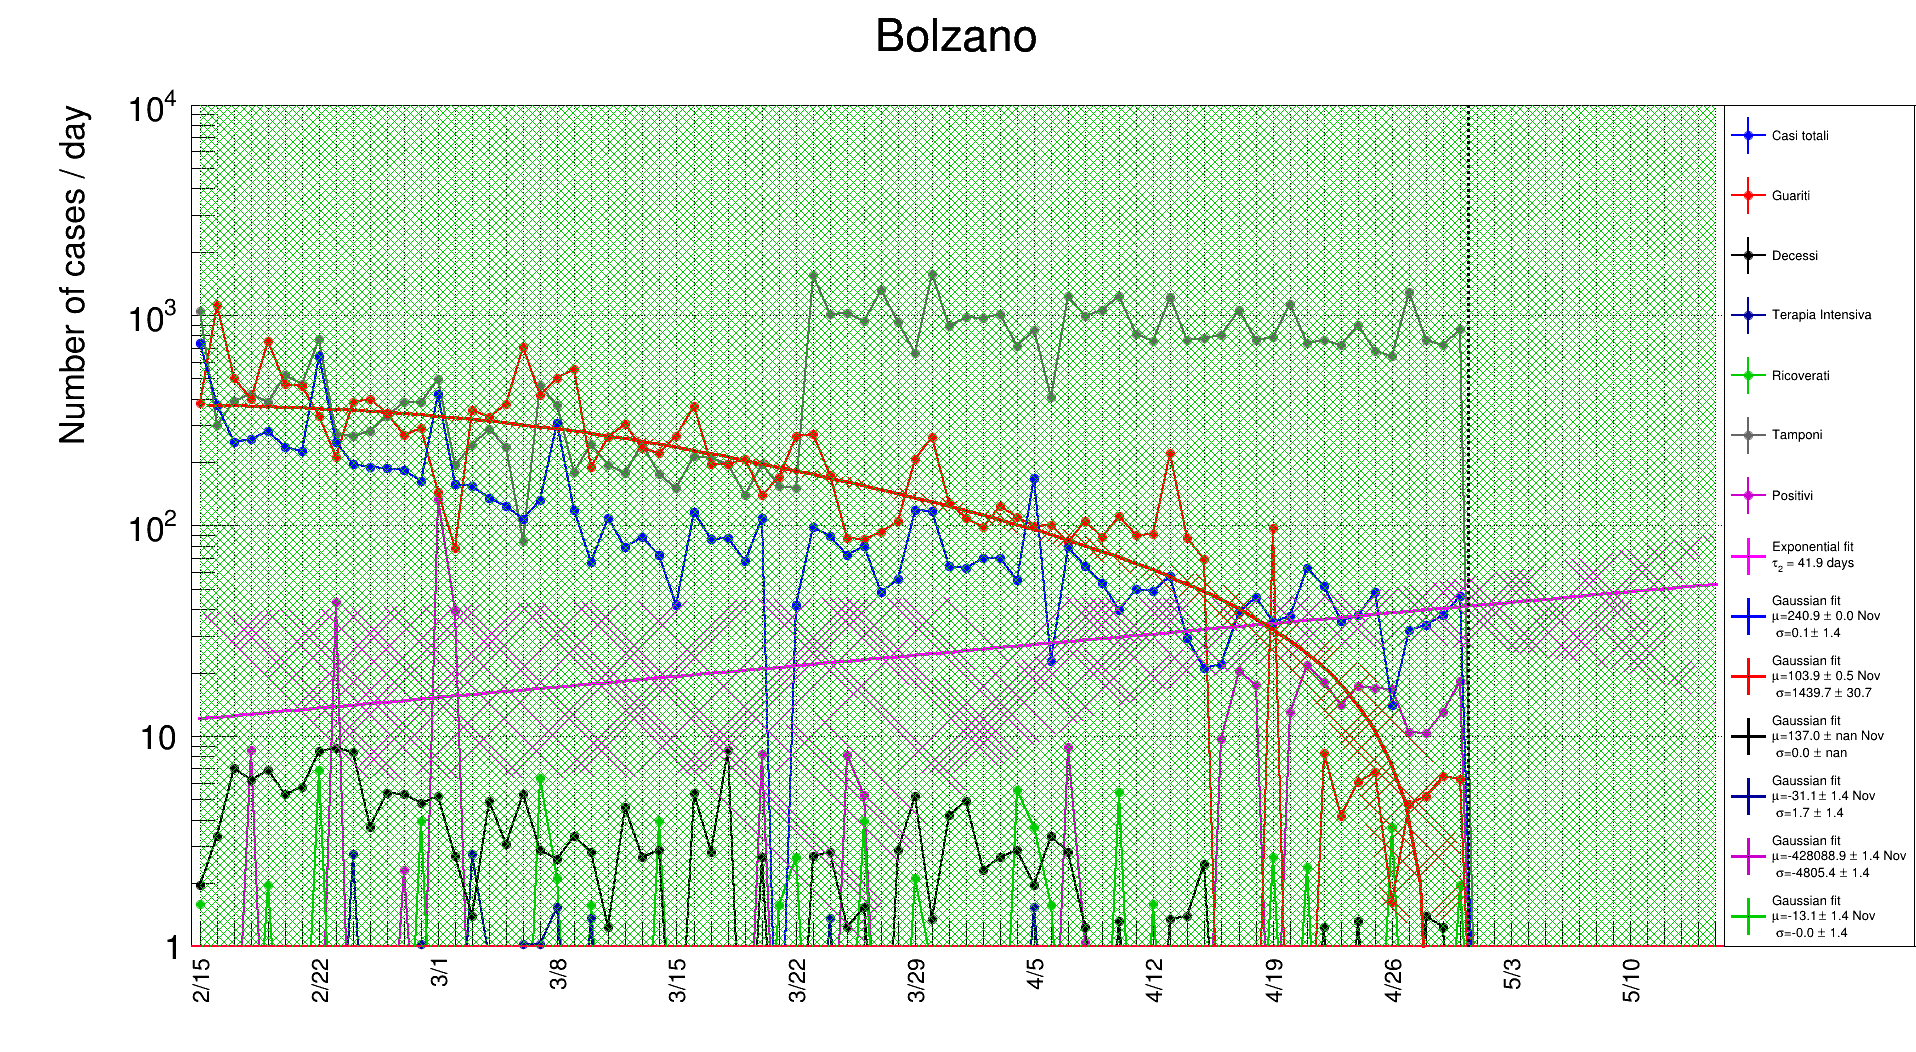 Bolzano
Number of cases / day
10⁴
10³
10²
10
1
2/15
2/22
3/1
3/8
3/15
3/22
3/29
4/5
4/12
4/19
4/26
5/3
5/10
Casi totali
Guariti
Decessi
Terapia Intensiva
Ricoverati
Tamponi
Positivi
Exponential fit
τ₂ = 41.9 days
Gaussian fit
μ=240.9 ± 0.0 Nov
σ=0.1 ± 1.4
Gaussian fit
μ=103.9 ± 0.5 Nov
σ=1439.7 ± 30.7
Gaussian fit
μ=137.0 ± nan Nov
σ=0.0 ± nan
Gaussian fit
μ=-31.1 ± 1.4 Nov
σ=1.7 ± 1.4
Gaussian fit
μ=-428088.9 ± 1.4 Nov
σ=-4805.4 ± 1.4
Gaussian fit
μ=-13.1 ± 1.4 Nov
σ=-0.0 ± 1.4